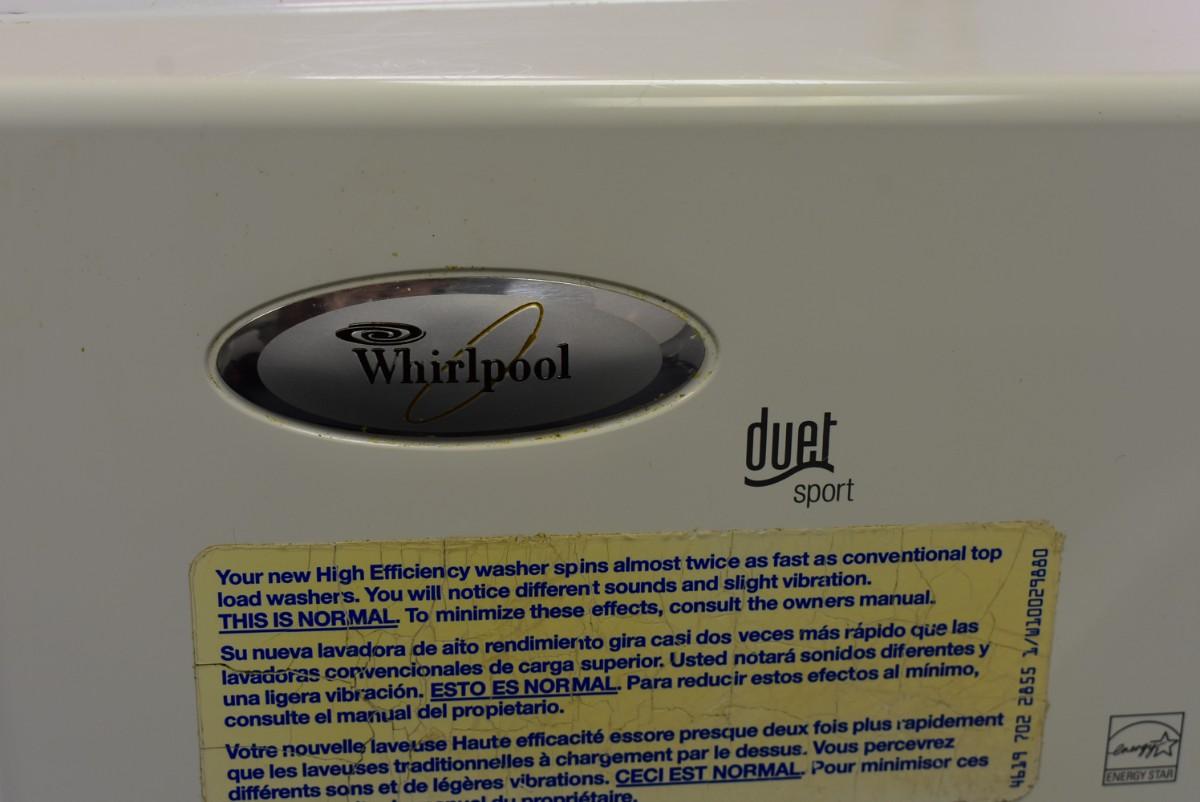 Whirlpool
duet
sport
Your new High Efficiency washer spins almost twice as fast as conventional top
load washers. You will notice different sounds and slight vibration.
THIS IS NORMAL. To minimize these effects, consult the owners manual.
Su nueva lavadora de aito rendimiento gira casi dos veces más rápido que las
lavadoras convencionales de carga superior. Usted notará sonidos diferentes y
una ligera vibración. ESTO ES NORMAL. Para reducir estos efectos al mínimo,
consulte el manual del propietario.
Votre nouvelle laveuse Haute efficacité essore presque deux fois plus rapidement
que les laveuses traditionnelles à chargement par le dessus. Vous percevrez
différents sons et de légères vibrations. CECI EST NORMAL. Pour minimisor ces
manuel du propriétaire.
4619 702 2855 1/W10029880
energy
ENERGY STAR